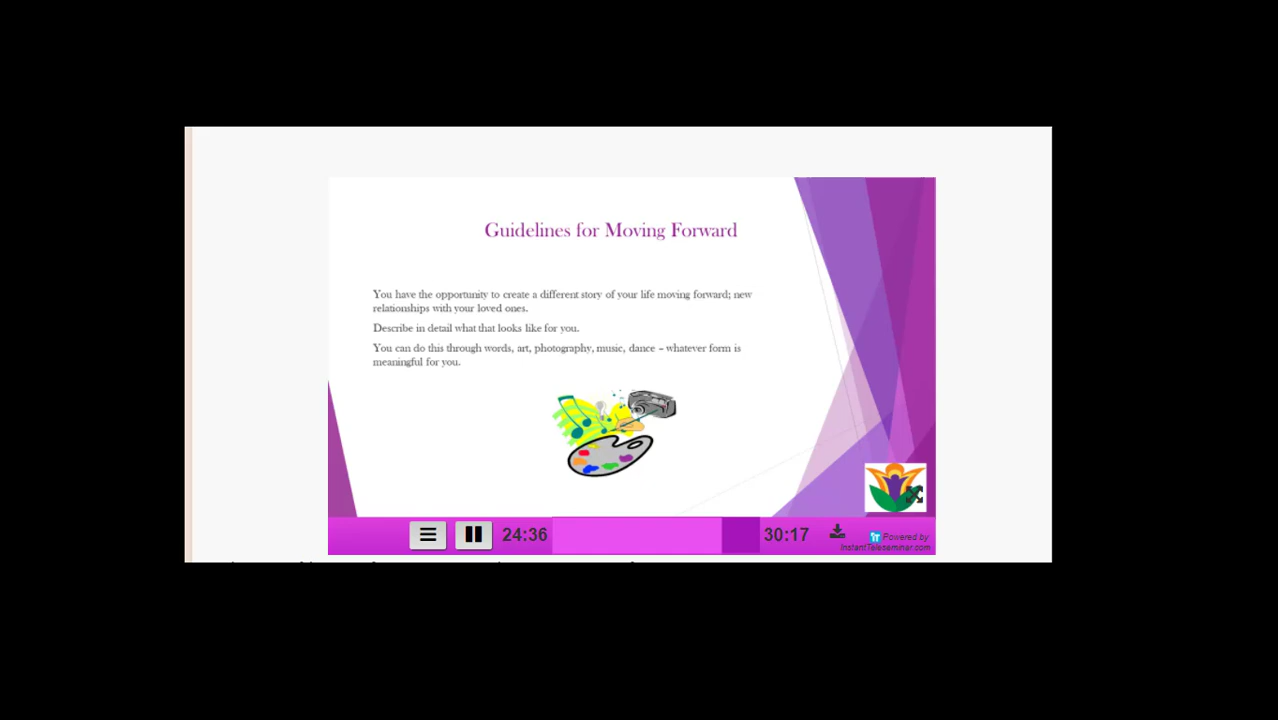 Guidelines for Moving Forward
You have the opportunity to create a different story of your life moving forward; new
relationships with your loved ones.
Describe in detail what that looks like for you.
You can do this through words, art, photography, music, dance – whatever form is
meaningful for you.
24:36
30:17
Powered by
InstantTeleseminar.com